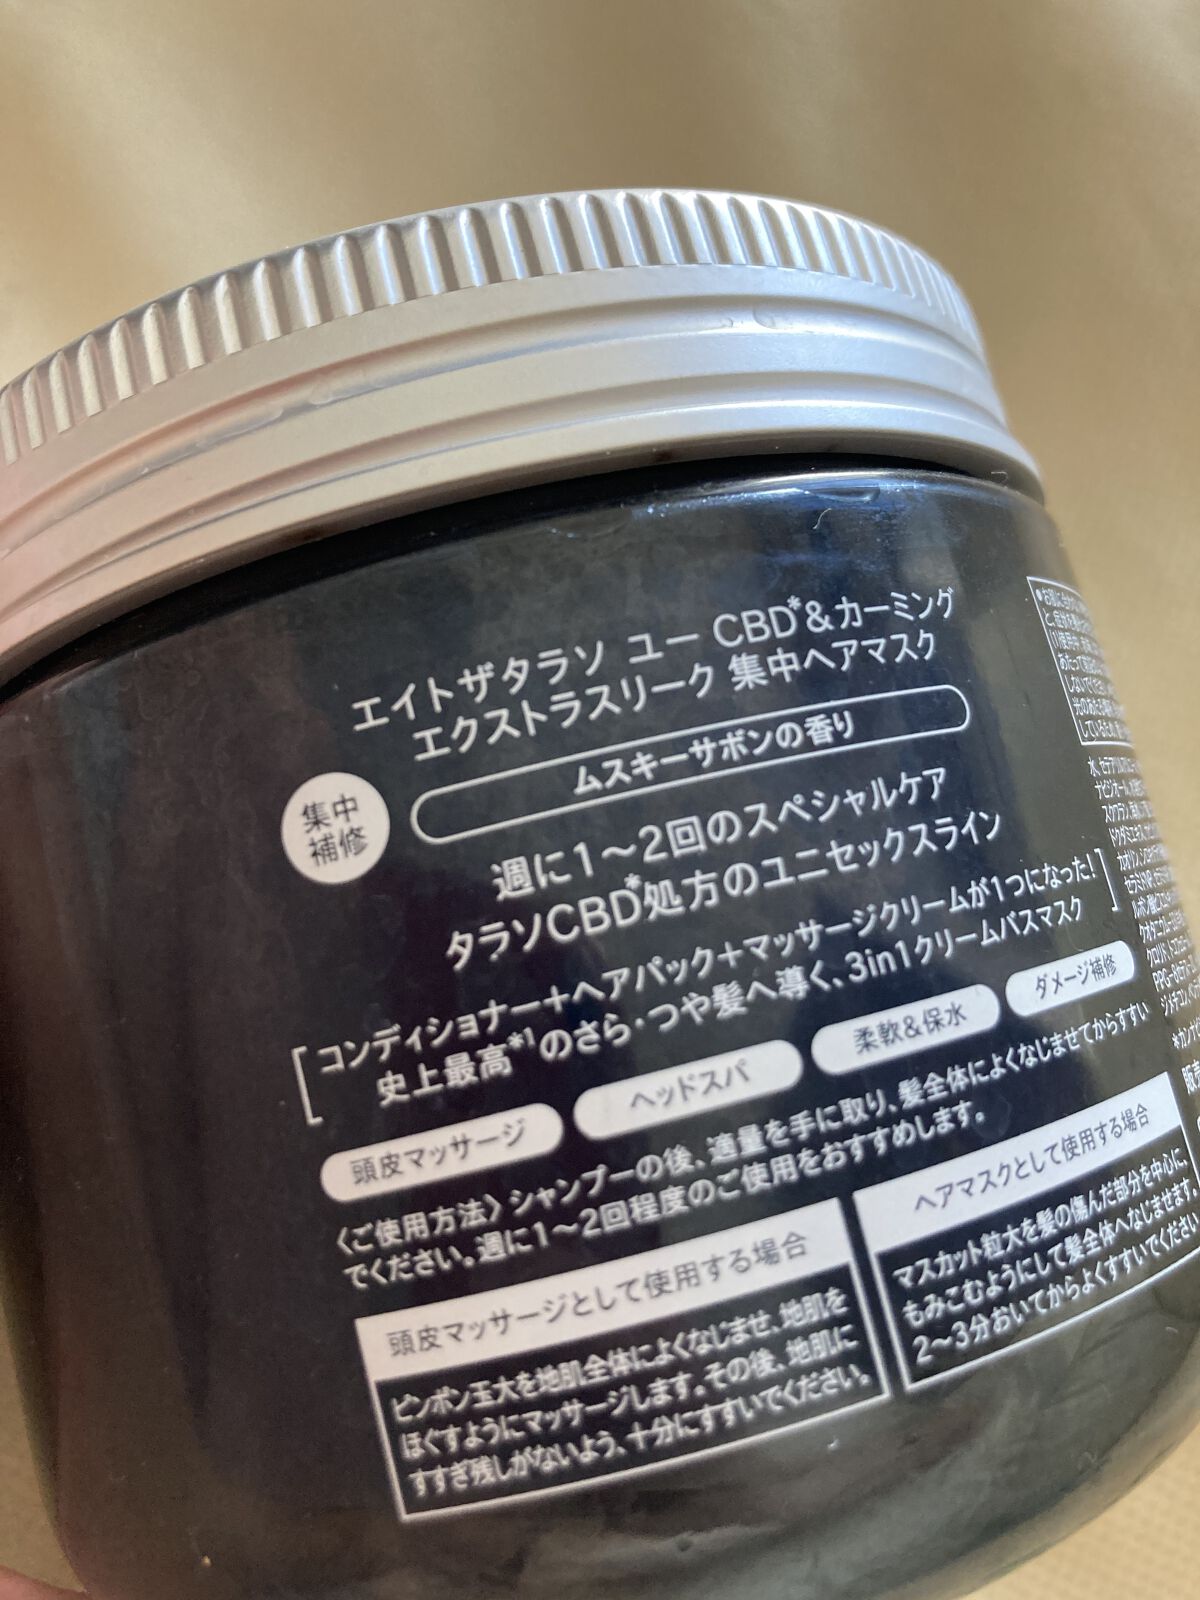 エイトザタラソ ユー CBD*&カーミング
エクストラスリーク 集中ヘアマスク
集中
補修
ムスキーサボンの香り
週に1〜2回のスペシャルケア
タラソCBD*処方のユニセックスライン
コンディショナー+ヘアパック+マッサージクリームが1つになった!
史上最高*1のさら・つや髪へ導く、3in1クリームバスマスク
頭皮マッサージ
ヘッドスパ
柔軟&保水
ダメージ補修
〈ご使用方法〉シャンプーの後、適量を手に取り、髪全体によくなじませてからすすい
でください。週に1〜2回程度のご使用をおすすめします。
頭皮マッサージとして使用する場合
ピンポン玉大を地肌全体によくなじませ、地肌を
ほぐすようにマッサージします。その後、地肌に
すすぎ残しがないよう、十分にすすいでください。
ヘアマスクとして使用する場合
マスカット粒大を髪の傷んだ部分を中心に、
もみこむようにして髪全体へなじませます
2〜3分おいてからよくすすいでください